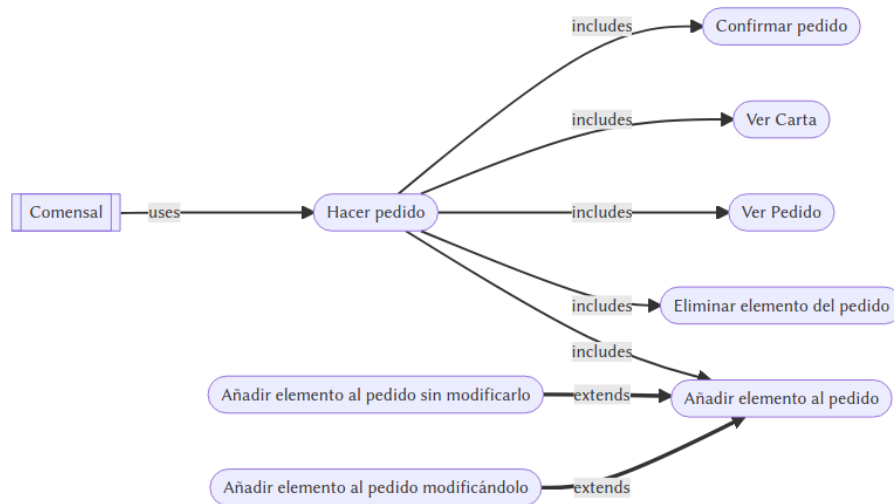 includes
Confirmar pedido
includes
Ver Carta
Comensal
uses
Hacer pedido
includes
Ver Pedido
includes
Eliminar elemento del pedido
includes
Añadir elemento al pedido sin modificarlo
extends
Añadir elemento al pedido
Añadir elemento al pedido modificándolo
extends